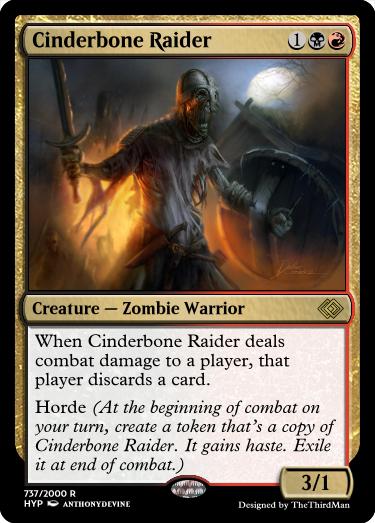 Cinderbone Raider 1
Creature — Zombie Warrior
When Cinderbone Raider deals
combat damage to a player, that
player discards a card.
Horde (At the beginning of combat on
your turn, create a token that's a copy of
Cinderbone Raider. It gains haste. Exile
it at end of combat.)
3/1
737/2000 R
HYP ANTHONYDEVINE
Designed by TheThirdMan